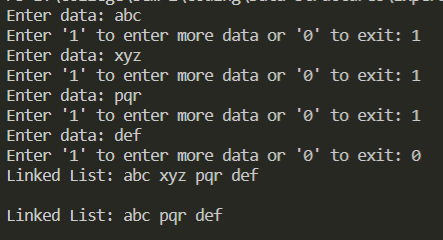 Enter data: abc
Enter '1' to enter more data or '0' to exit: 1
Enter data: xyz
Enter '1' to enter more data or '0' to exit: 1
Enter data: pqr
Enter '1' to enter more data or '0' to exit: 1
Enter data: def
Enter '1' to enter more data or '0' to exit: 0
Linked List: abc xyz pqr def
Linked List: abc pqr def